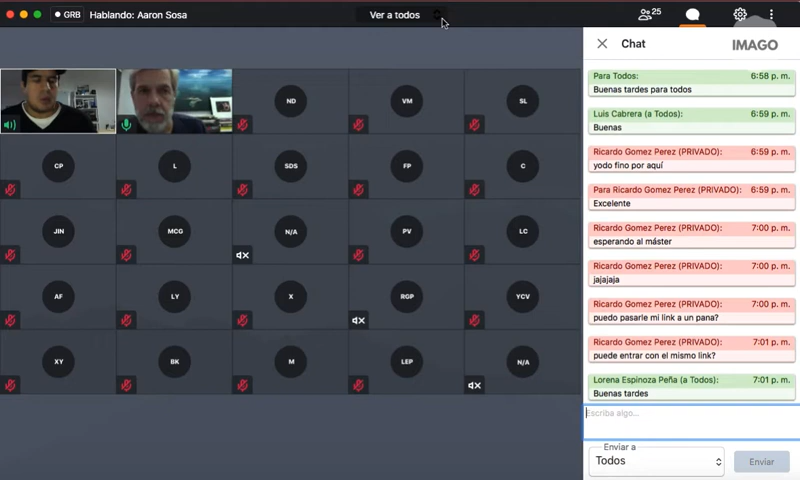 GRB Hablando: Aaron Sosa
Ver a todos
25
Chat
IMAGO
Para Todos: 6:58 p. m.
Buenas tardes para todos
Luis Cabrera (a Todos): 6:59 p. m.
Buenas
Ricardo Gomez Perez (PRIVADO): 6:59 p. m.
yodo fino por aquí
Para Ricardo Gomez Perez (PRIVADO): 6:59 p. m.
Excelente
Ricardo Gomez Perez (PRIVADO): 7:00 p. m.
esperando al máster
Ricardo Gomez Perez (PRIVADO): 7:00 p. m.
jajajaja
Ricardo Gomez Perez (PRIVADO): 7:00 p. m.
puedo pasarle mi link a un pana?
Ricardo Gomez Perez (PRIVADO): 7:01 p. m.
puede entrar con el mismo link?
Lorena Espinoza Peña (a Todos): 7:01 p. m.
Buenas tardes
Escriba algo...
Enviar a
Todos
Enviar
ND VM SL
CP L SDS FP C
JIN MCG N/A PV LC
AF LY X RGP YCV
XY BK M LEP N/A